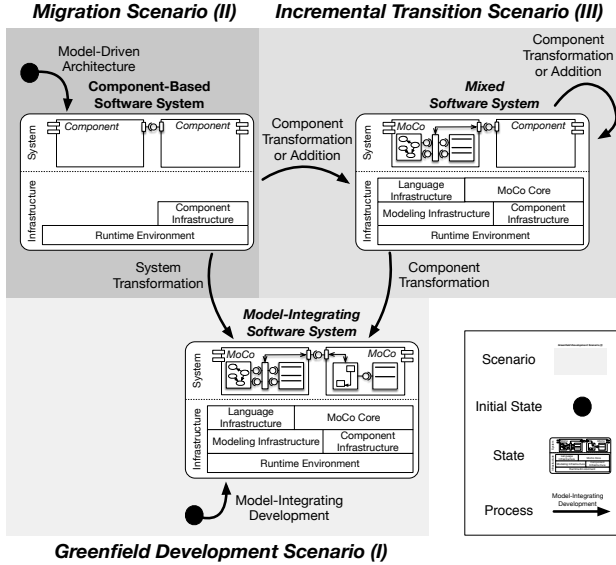 Migration Scenario (II)
Incremental Transition Scenario (III)
Model-Driven
Architecture
Component-Based
Software System
System
Component
Component
Infrastructure
Component
Infrastructure
Runtime Environment
Component
Transformation
or Addition
Mixed
Software System
Component
Transformation
or Addition
System
MoCo
Component
Infrastructure
Language
Infrastructure
MoCo Core
Modeling Infrastructure
Component
Infrastructure
Runtime Environment
System
Transformation
Component
Transformation
Model-Integrating
Software System
System
MoCo
MoCo
Infrastructure
Language
Infrastructure
MoCo Core
Modeling Infrastructure
Component
Infrastructure
Runtime Environment
Model-Integrating
Development
Greenfield Development Scenario (I)
Scenario
Greenfield Development Scenario (I)
Initial State
State
Process
Model-Integrating
Development